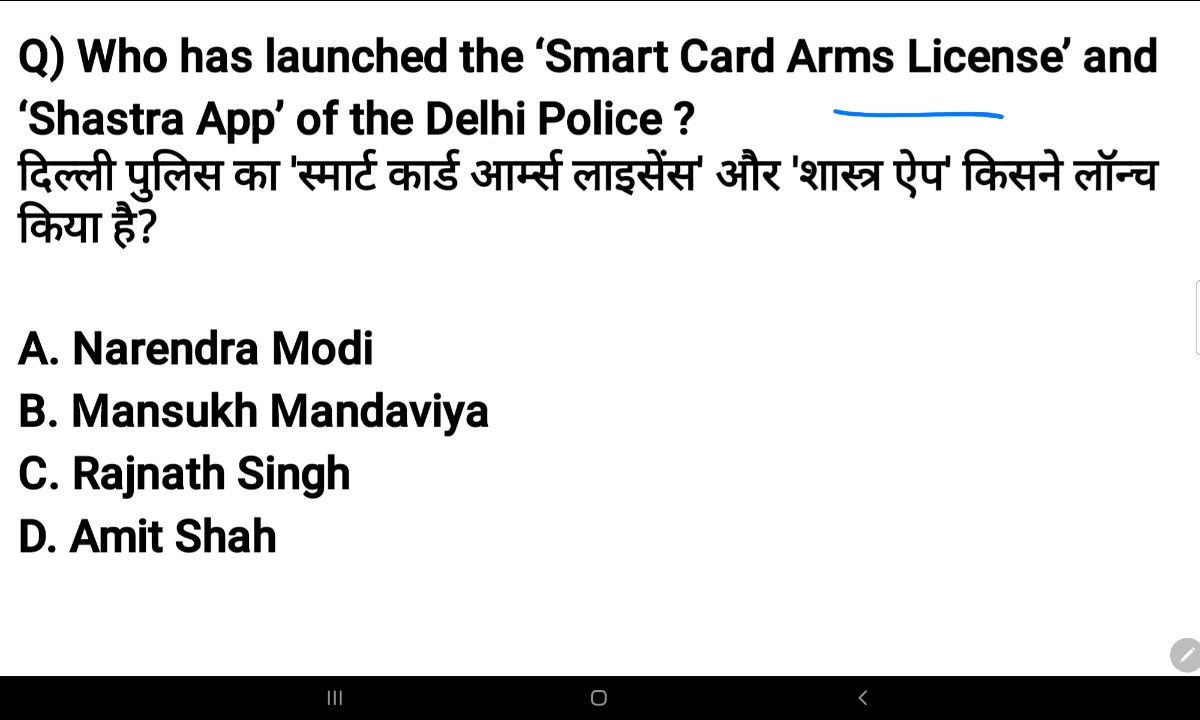 Q) Who has launched the ‘Smart Card Arms License’ and
‘Shastra App’ of the Delhi Police ?
दिल्ली पुलिस का 'स्मार्ट कार्ड आर्म्स लाइसेंस' और 'शास्त्र ऐप' किसने लॉन्च
किया है?
A. Narendra Modi
B. Mansukh Mandaviya
C. Rajnath Singh
D. Amit Shah